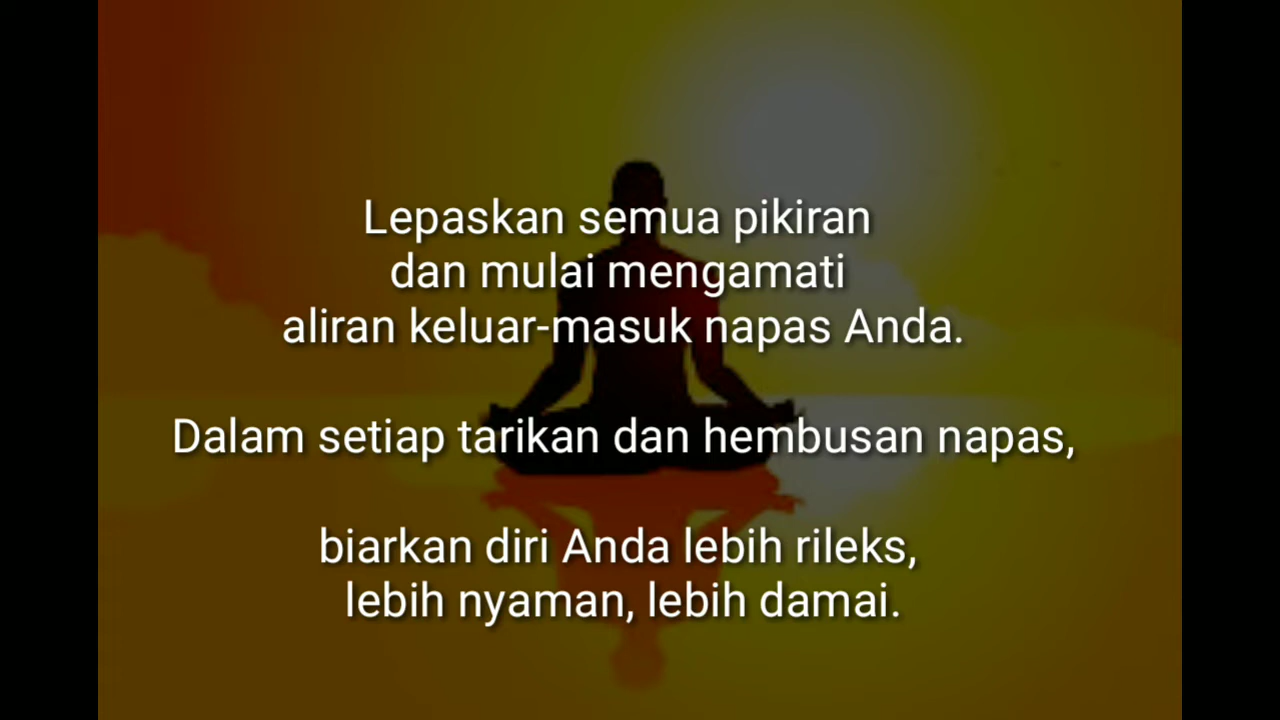 Lepaskan semua pikiran
dan mulai mengamati
aliran keluar-masuk napas Anda.
Dalam setiap tarikan dan hembusan napas,
biarkan diri Anda lebih rileks,
lebih nyaman, lebih damai.